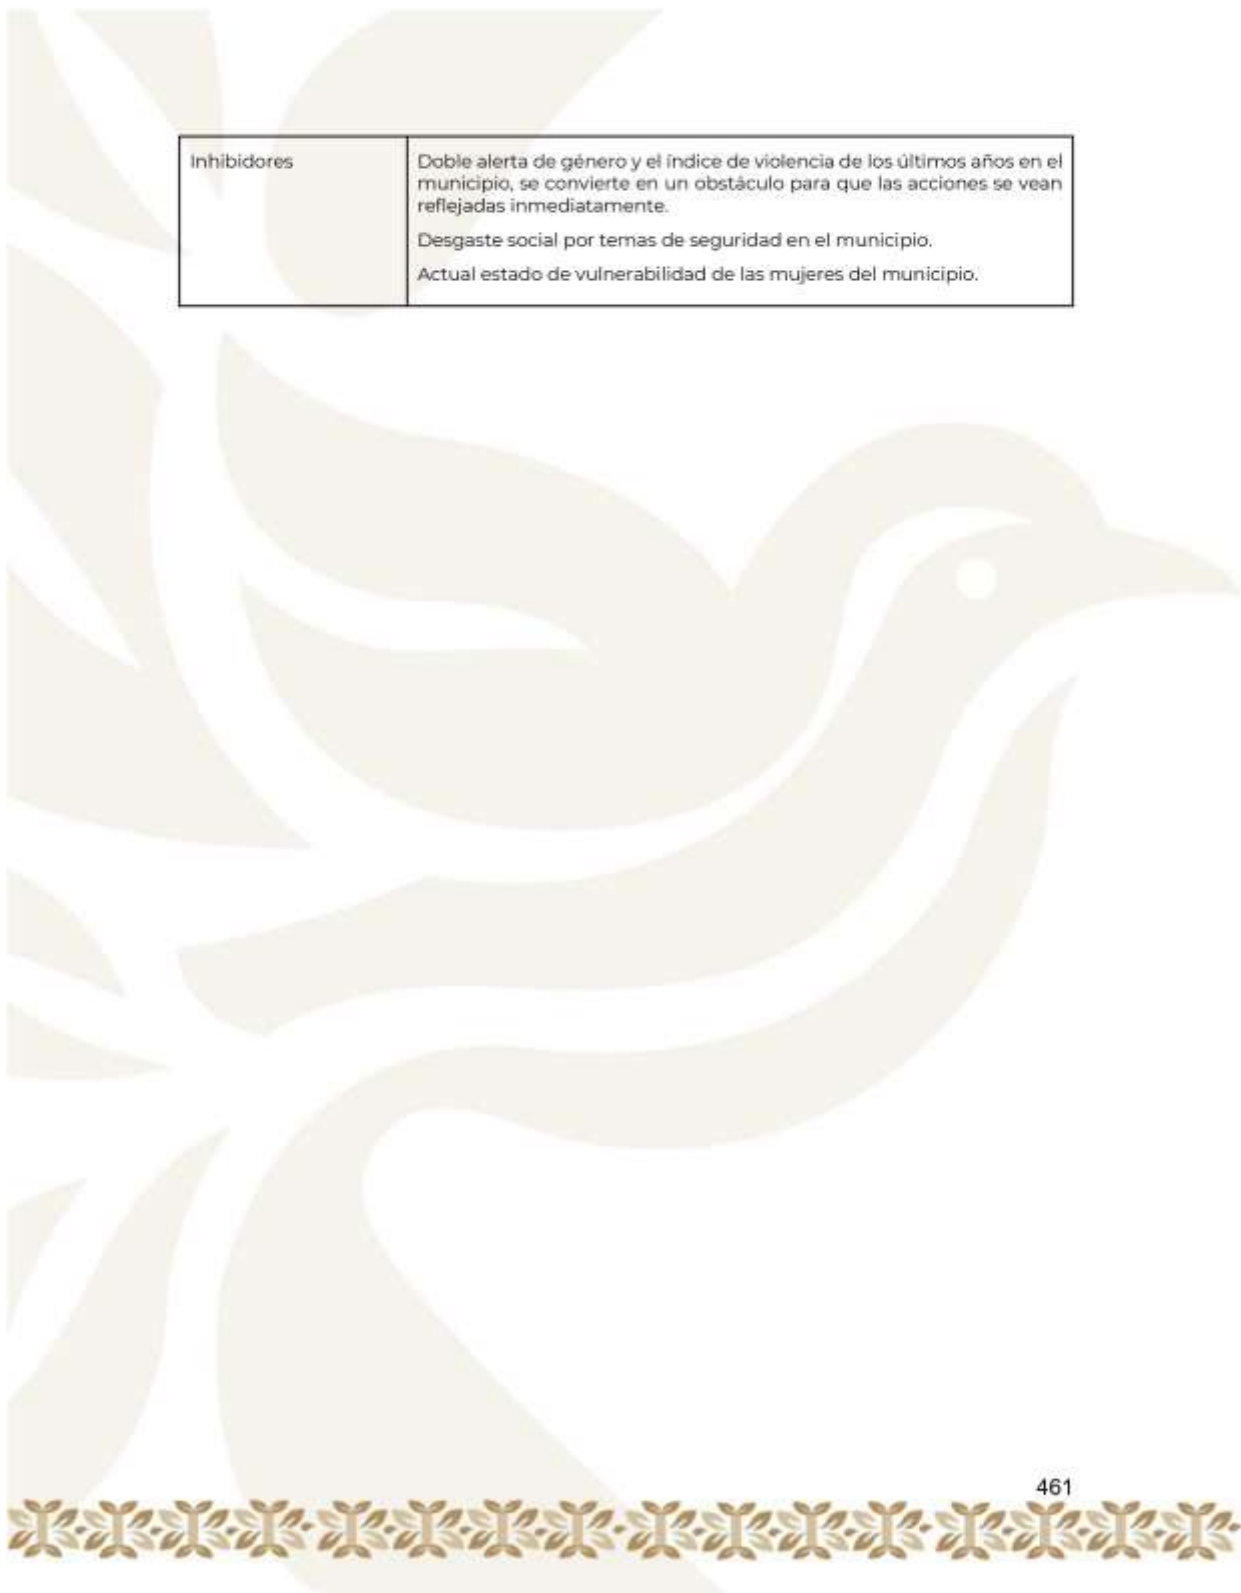 Inhibidores
Doble alerta de género y el índice de violencia de los últimos años en el
municipio, se convierte en un obstáculo para que las acciones se vean
reflejadas inmediatamente.
Desgaste social por temas de seguridad en el municipio.
Actual estado de vulnerabilidad de las mujeres del municipio.
461